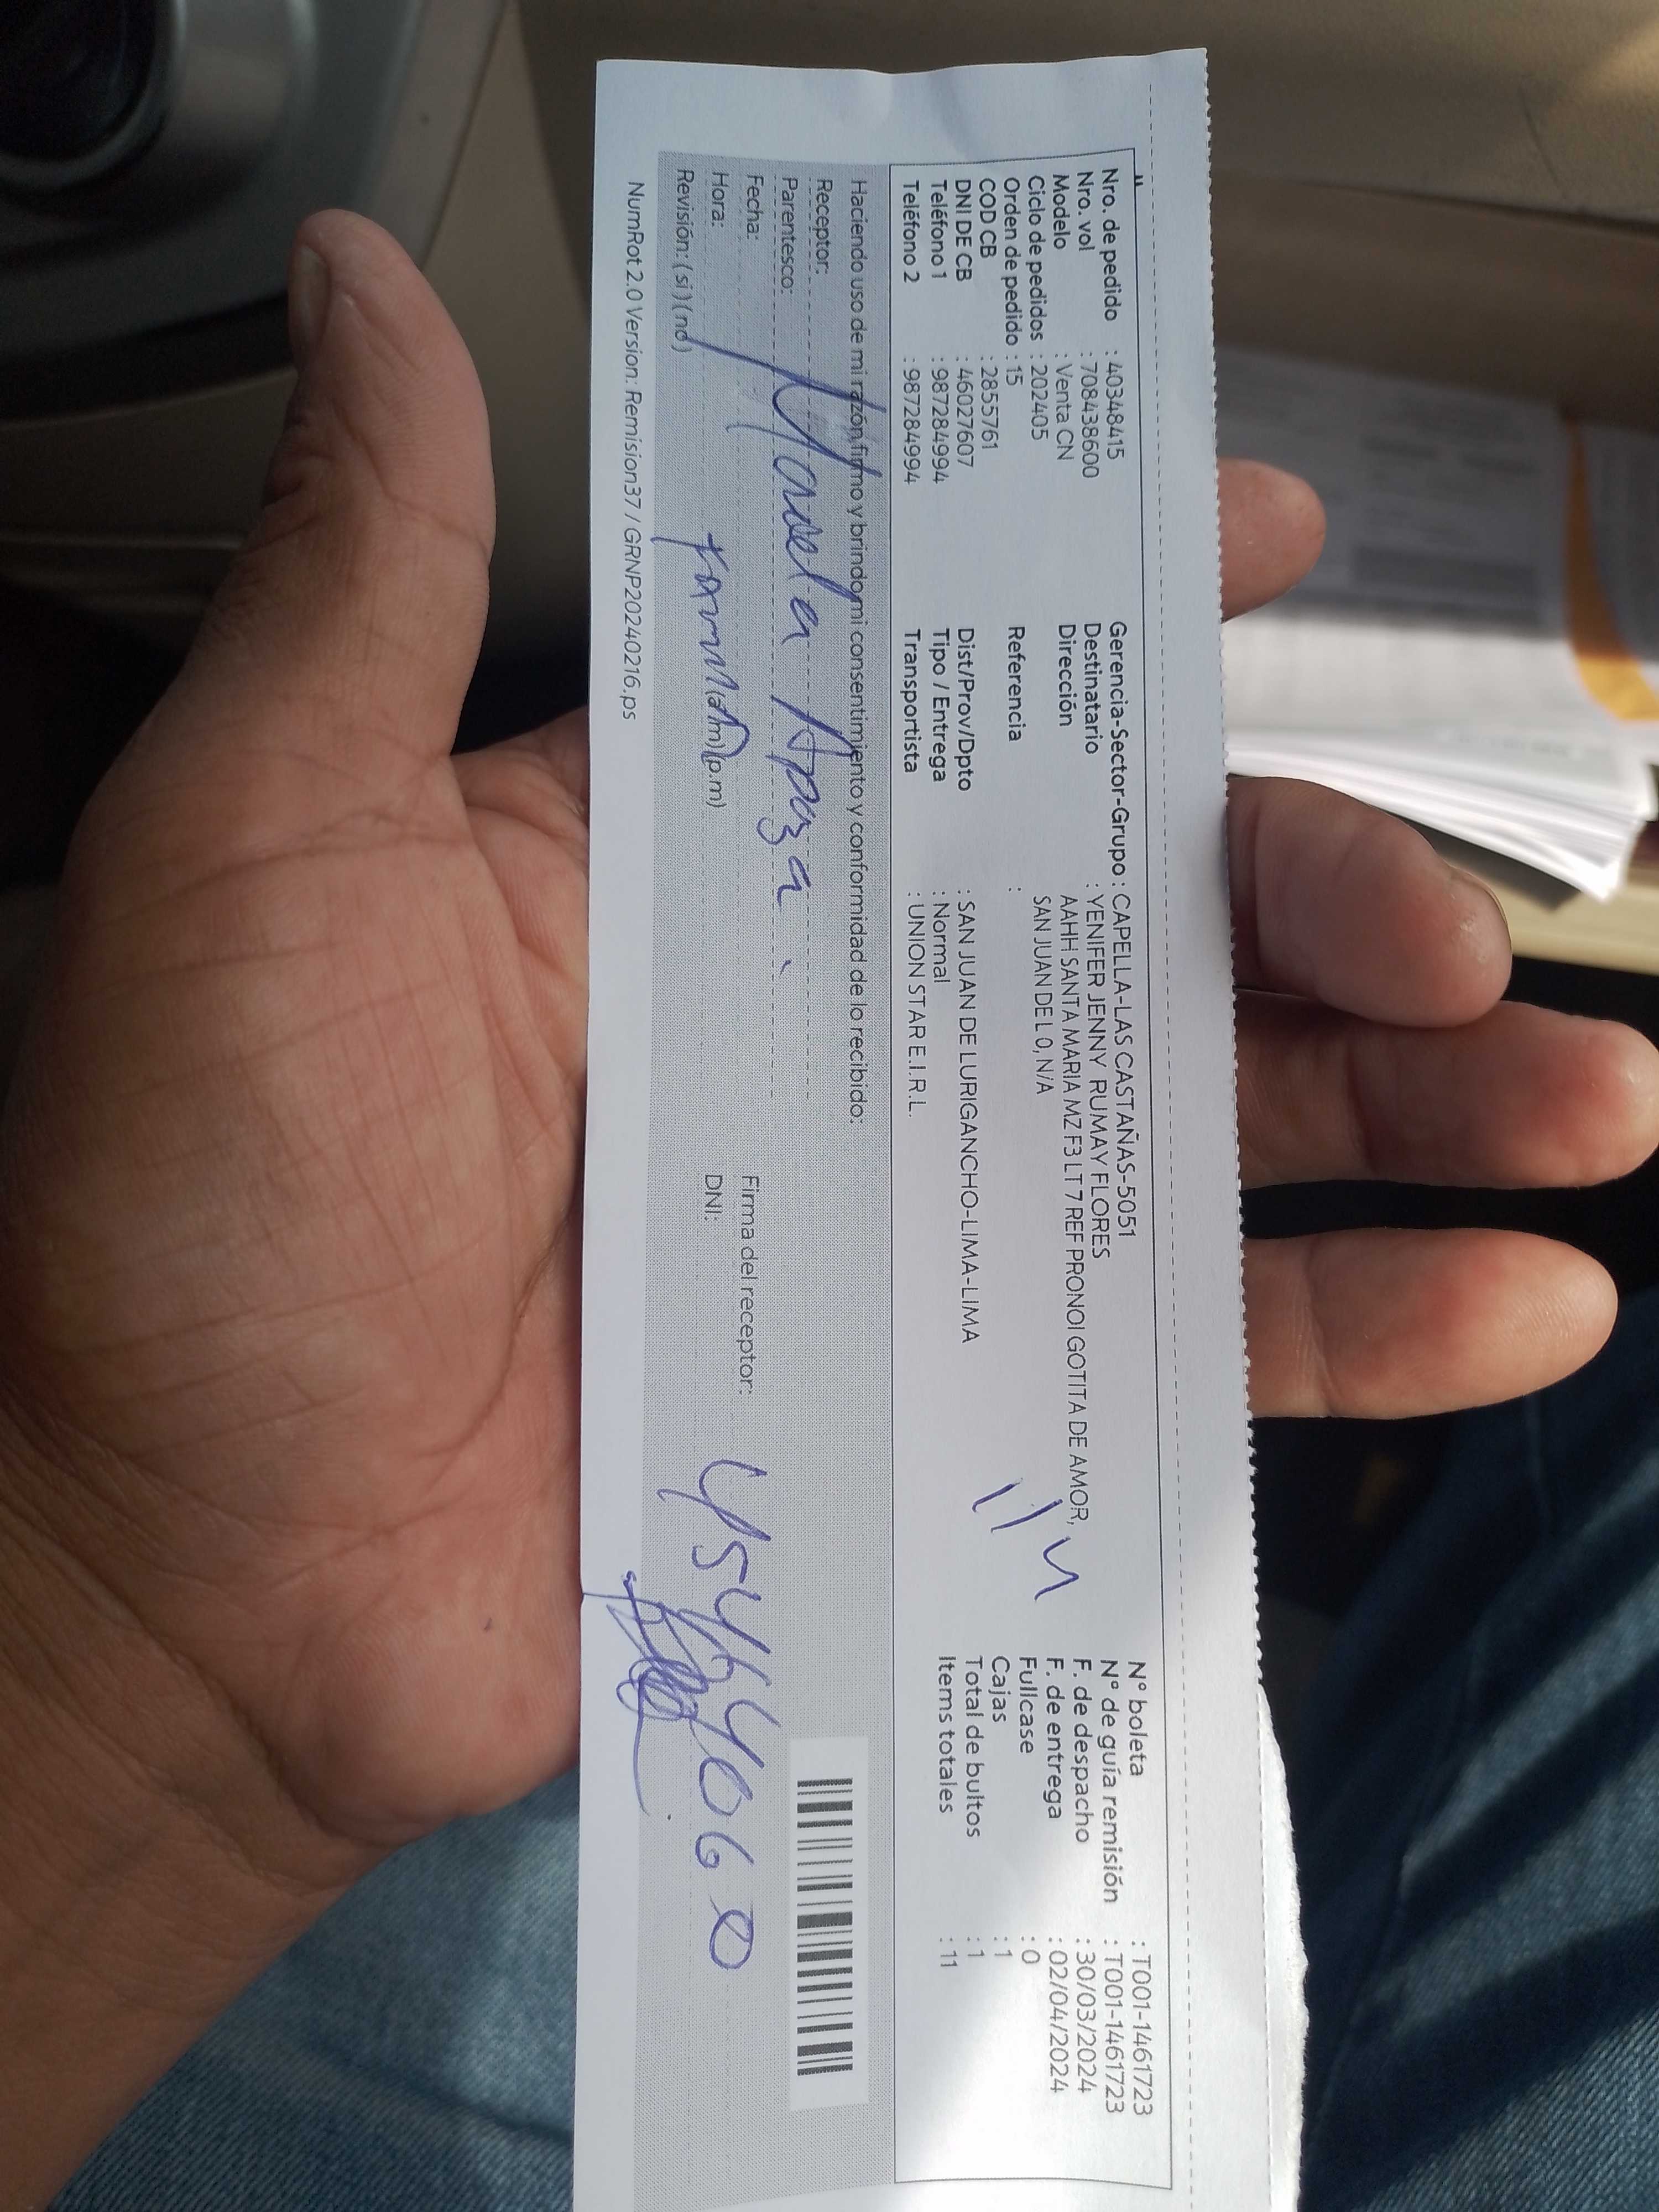 Nro. de pedido : 40348415
Nro. vol : 708438600
Modelo : Venta CN
Ciclo de pedidos : 202405
Orden de pedido : 15
COD CB : 2855761
DNI DE CB : 46027607
Teléfono 1 : 987284994
Teléfono 2 : 987284994
Gerencia-Sector-Grupo : CAPELLA-LAS CASTAÑAS-5051
Destinatario : YENIFER JENNY RUMAY FLORES
Dirección AAHH SANTA MARIA MZ F3 LT 7 REF PRONOI GOTITA DE AMOR,
SAN JUAN DE L 0, N/A
Referencia :
Dist/Prov/Dpto : SAN JUAN DE LURIGANCHO-LIMA-LIMA
Tipo / Entrega : Normal
Transportista : UNION STAR E.I.R.L.
N° boleta : T001-1461723
N° de guía remisión : T001-1461723
F. de despacho : 30/03/2024
F. de entrega : 02/04/2024
Fullcase : 0
Cajas : 1
Total de bultos : 1
Items totales : 11
Haciendo uso de mi razón firmo y brindo mi consentimiento y conformidad de lo recibido:
Receptor:
Parentesco: Apaza
Fecha:
Hora: (a.m) (p.m)
Revisión: ( si ) ( no )
Firma del receptor:
DNI:
NumRot 2.0 Version: Remision37 / GRNP20240216.ps